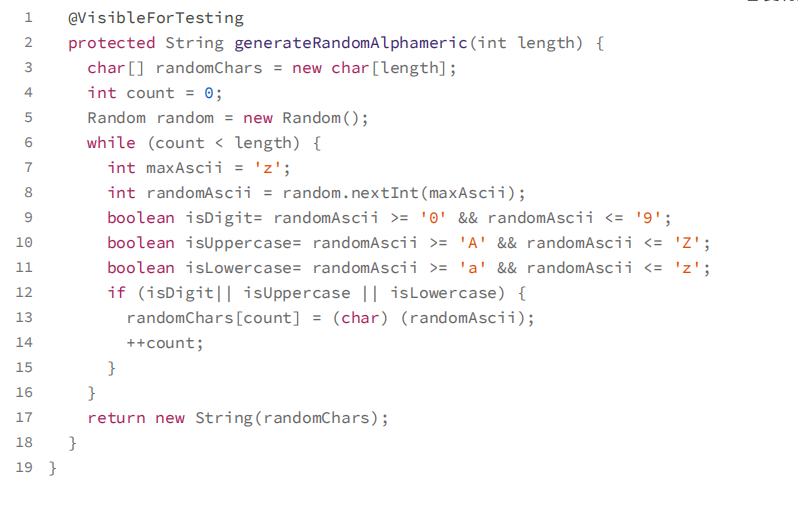 1 @VisibleForTesting
2 protected String generateRandomAlphameric(int length) {
3 char[] randomChars = new char[length];
4 int count = 0;
5 Random random = new Random();
6 while (count < length) {
7 int maxAscii = 'z';
8 int randomAscii = random.nextInt(maxAscii);
9 boolean isDigit= randomAscii >= '0' && randomAscii <= '9';
10 boolean isUppercase= randomAscii >= 'A' && randomAscii <= 'Z';
11 boolean isLowercase= randomAscii >= 'a' && randomAscii <= 'z';
12 if (isDigit|| isUppercase || isLowercase) {
13 randomChars[count] = (char) (randomAscii);
14 ++count;
15 }
16 }
17 return new String(randomChars);
18 }
19 }